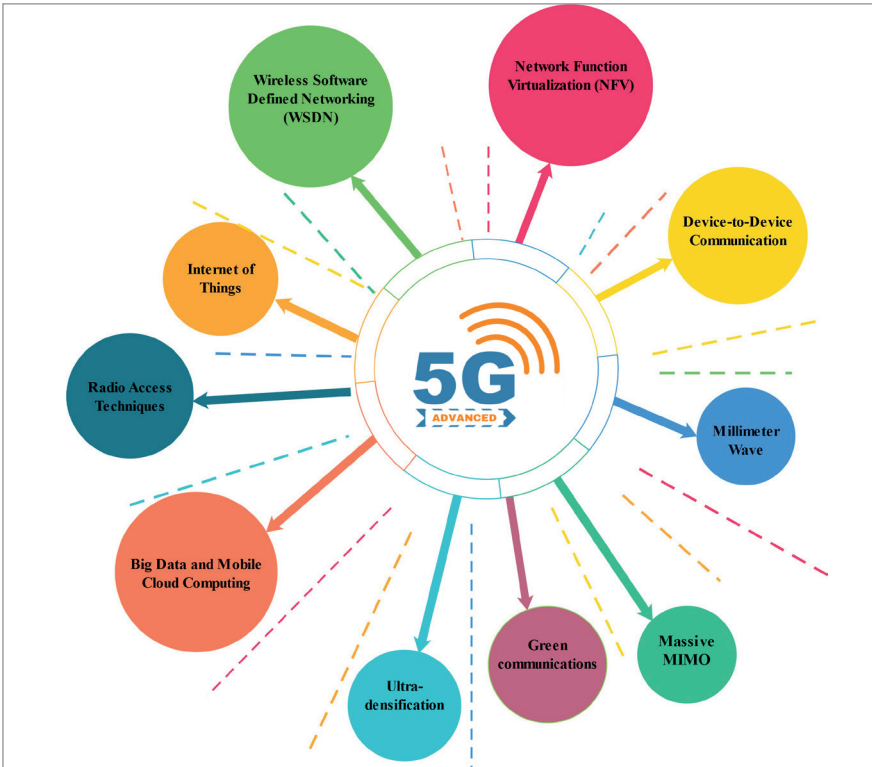 Network Function
Virtualization (NFV)
Wireless Software
Defined Networking
(WSDN)
Device-to-Device
Communication
Internet of
Things
5G
ADVANCED
Radio Access
Techniques
Millimeter
Wave
Big Data and Mobile
Cloud Computing
Green
communications
Massive
MIMO
Ultra-
densification